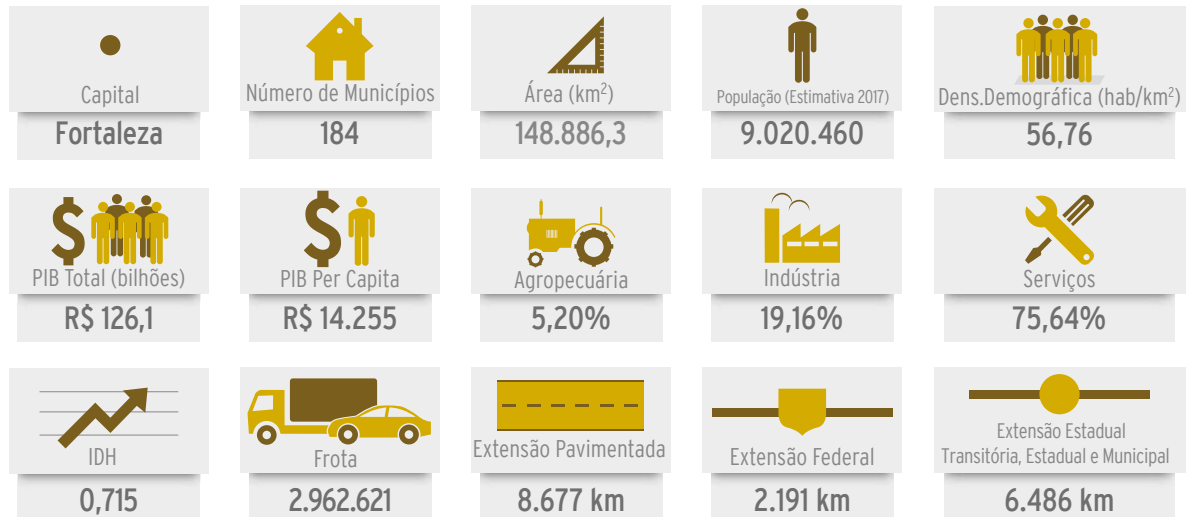 Capital
Fortaleza
Número de Municípios
184
Área (km²)
148.886,3
População (Estimativa 2017)
9.020.460
Dens.Demográfica (hab/km²)
56,76
PIB Total (bilhões)
R$ 126,1
PIB Per Capita
R$ 14.255
Agropecuária
5,20%
Indústria
19,16%
Serviços
75,64%
IDH
0,715
Frota
2.962.621
Extensão Pavimentada
8.677 km
Extensão Federal
2.191 km
Extensão Estadual
Transitória, Estadual e Municipal
6.486 km